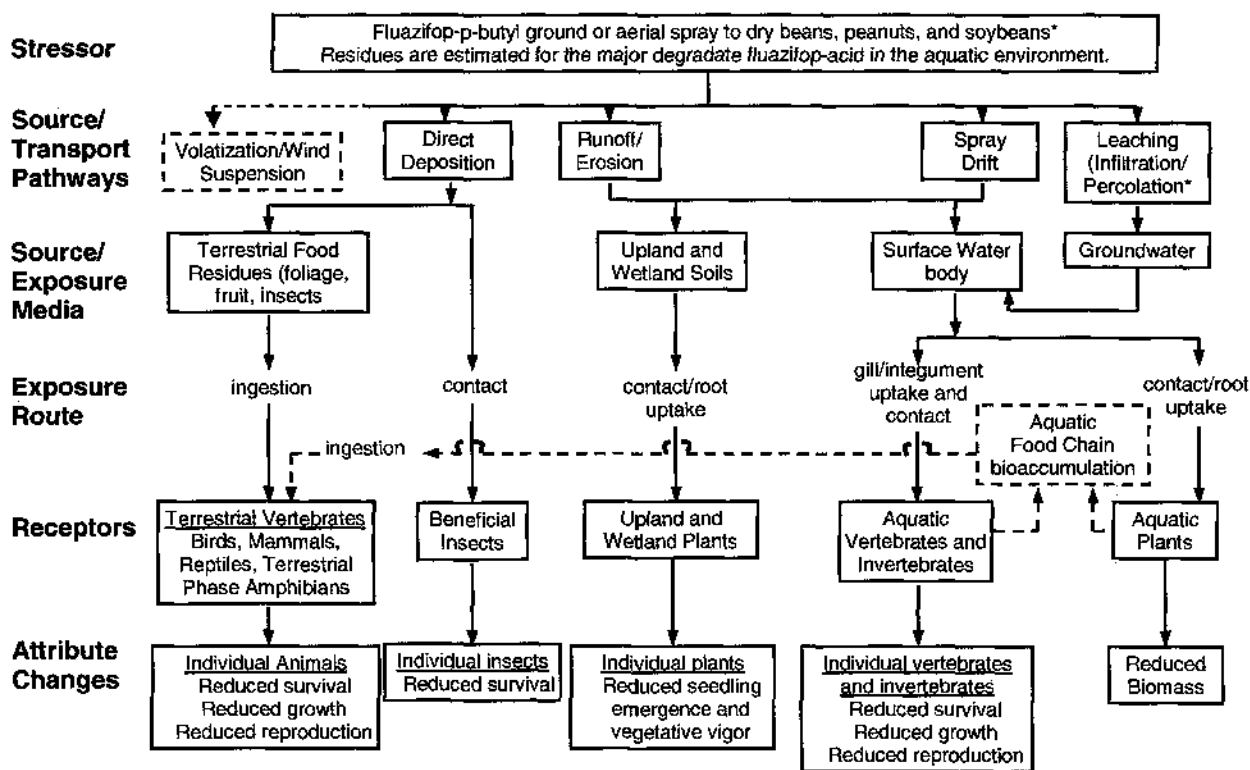 Stressor
Fluazifop-p-butyl ground or aerial spray to dry beans, peanuts, and soybeans*
Residues are estimated for the major degradate fluazifop-acid in the aquatic environment.
Source/
Transport
Pathways
Volatization/Wind
Suspension
Direct
Deposition
Runoff/
Erosion
Spray
Drift
Leaching
(Infiltration/
Percolation*
Source/
Exposure
Media
Terrestrial Food
Residues (foliage,
fruit, insects
Upland and
Wetland Soils
Surface Water
body
Groundwater
Exposure
Route
ingestion
contact
contact/root
uptake
gill/integument
uptake and
contact
contact/root
uptake
ingestion
Aquatic
Food Chain
bioaccumulation
Receptors
Terrestrial Vertebrates
Birds, Mammals,
Reptiles, Terrestrial
Phase Amphibians
Beneficial
Insects
Upland and
Wetland Plants
Aquatic
Vertebrates and
Invertebrates
Aquatic
Plants
Attribute
Changes
Individual Animals
Reduced survival
Reduced growth
Reduced reproduction
Individual insects
Reduced survival
Individual plants
Reduced seedling
emergence and
vegetative vigor
Individual vertebrates
and invertebrates
Reduced survival
Reduced growth
Reduced reproduction
Reduced
Biomass